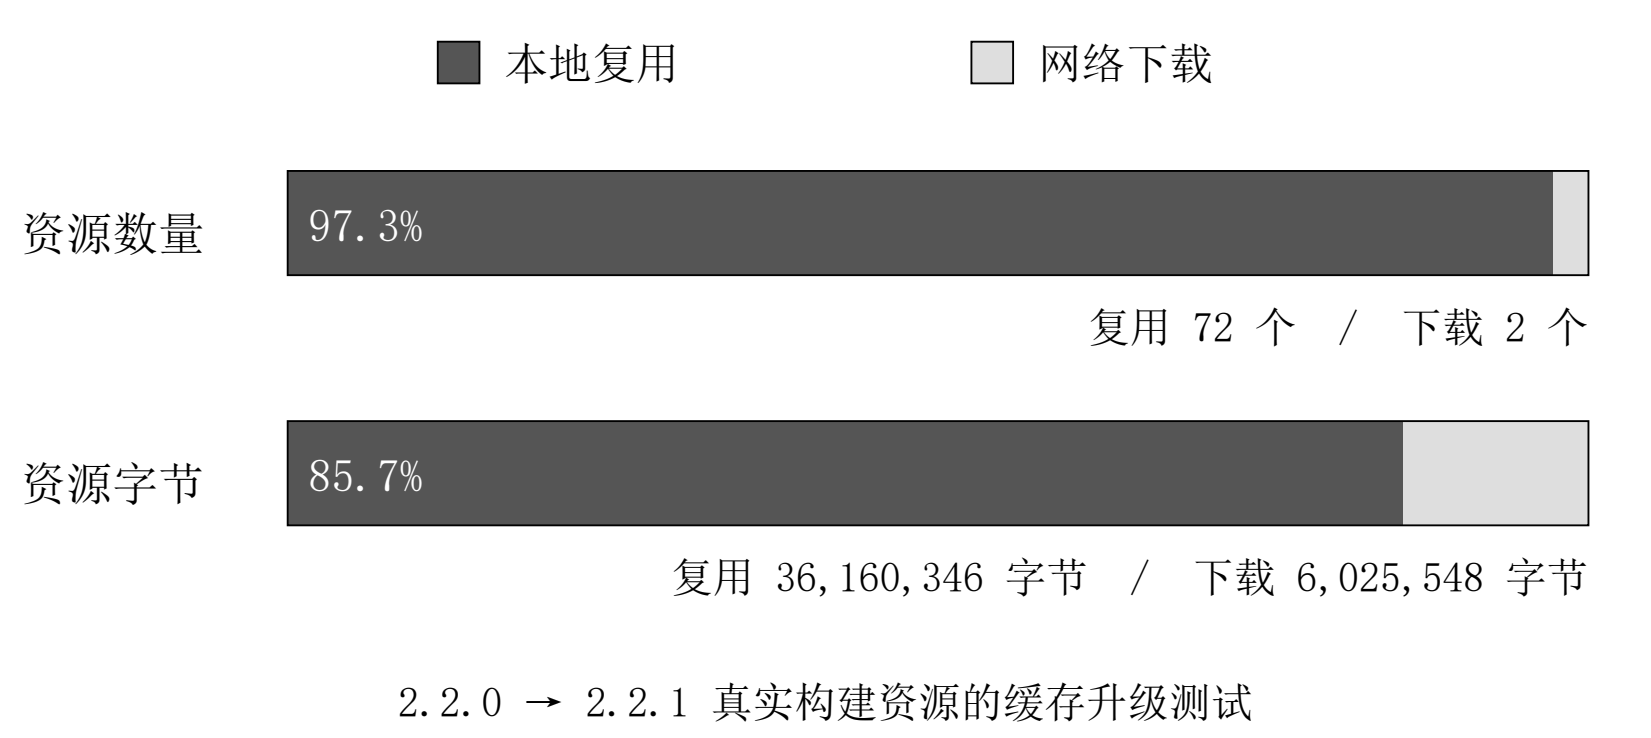 本地复用 网络下载
资源数量 97.3%
复用 72 个 / 下载 2 个
资源字节 85.7%
复用 36,160,346 字节 / 下载 6,025,548 字节
2.2.0 → 2.2.1 真实构建资源的缓存升级测试